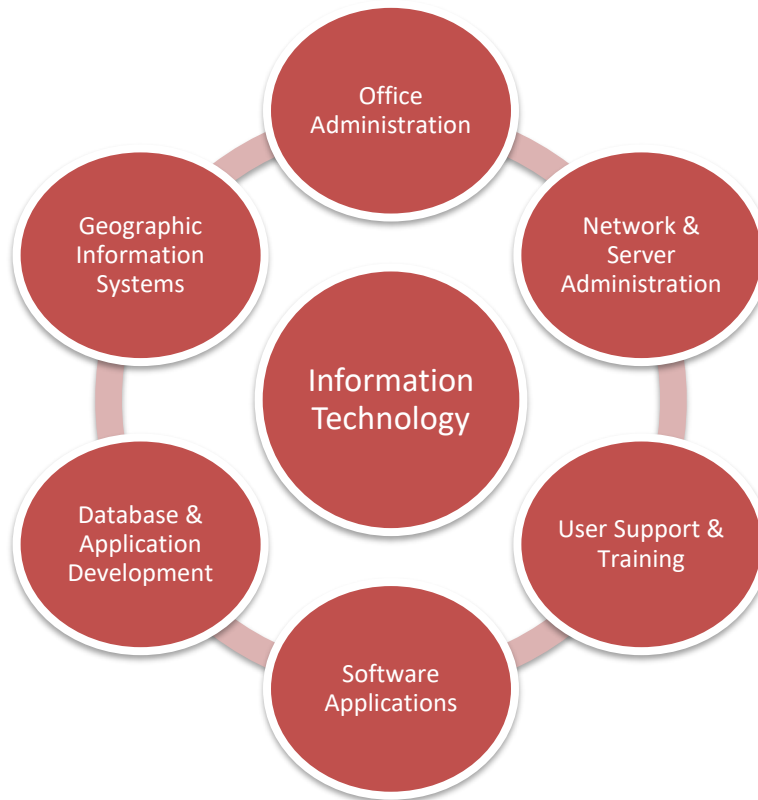 Office
Administration
Network &
Server
Administration
User Support &
Training
Software
Applications
Database &
Application
Development
Geographic
Information
Systems
Information
Technology